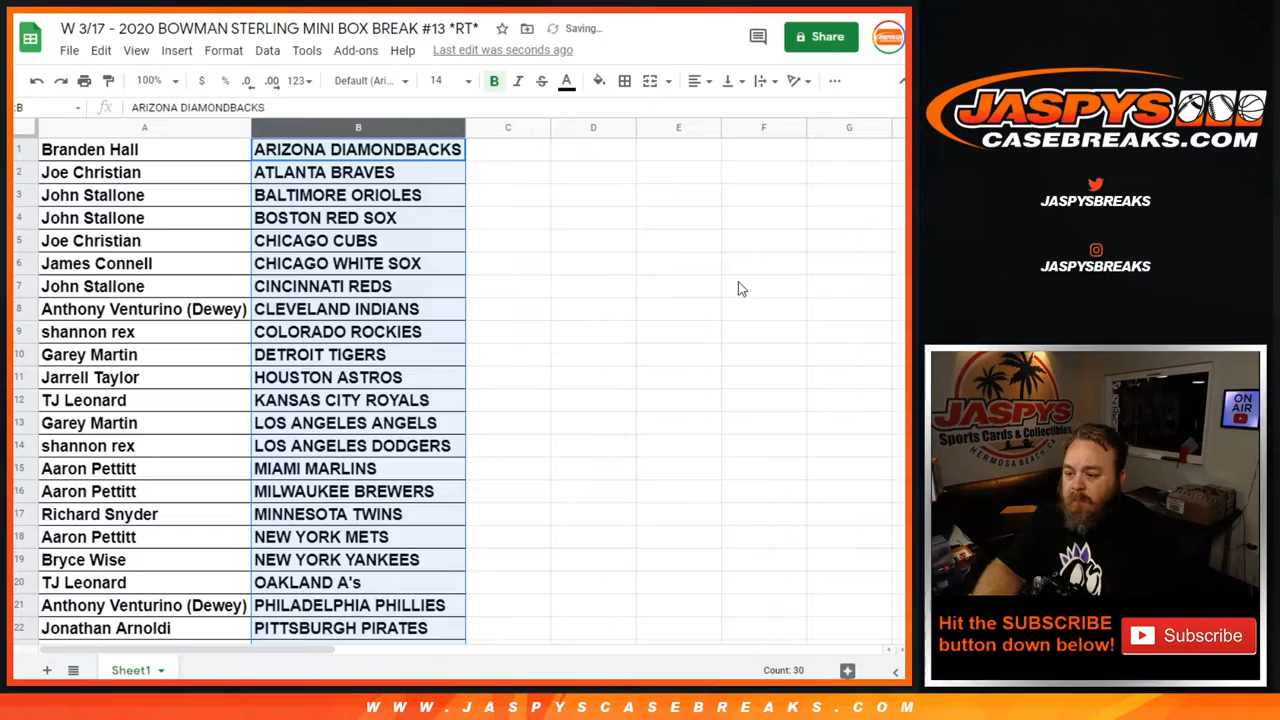 W 3/17 - 2020 BOWMAN STERLING MINI BOX BREAK #13 *RT*
Saving...
File Edit View Insert Format Data Tools Add-ons Help Last edit was seconds ago
Share
100% $ % .0 .00 123 Default (Ari... 14 B I S A
:B fx ARIZONA DIAMONDBACKS
A B C D E F G
1 Branden Hall ARIZONA DIAMONDBACKS
2 Joe Christian ATLANTA BRAVES
3 John Stallone BALTIMORE ORIOLES
4 John Stallone BOSTON RED SOX
5 Joe Christian CHICAGO CUBS
6 James Connell CHICAGO WHITE SOX
7 John Stallone CINCINNATI REDS
8 Anthony Venturino (Dewey) CLEVELAND INDIANS
9 shannon rex COLORADO ROCKIES
10 Garey Martin DETROIT TIGERS
11 Jarrell Taylor HOUSTON ASTROS
12 TJ Leonard KANSAS CITY ROYALS
13 Garey Martin LOS ANGELES ANGELS
14 shannon rex LOS ANGELES DODGERS
15 Aaron Pettitt MIAMI MARLINS
16 Aaron Pettitt MILWAUKEE BREWERS
17 Richard Snyder MINNESOTA TWINS
18 Aaron Pettitt NEW YORK METS
19 Bryce Wise NEW YORK YANKEES
20 TJ Leonard OAKLAND A's
21 Anthony Venturino (Dewey) PHILADELPHIA PHILLIES
22 Jonathan Arnoldi PITTSBURGH PIRATES
Sheet1
Count: 30
JASPYS
CASEBREAKS.COM
JASPYSBREAKS
JASPYSBREAKS
JASPYS
Sports Cards & Collectibles
HERMOSA BEACH, CA
ON
AIR
Hit the SUBSCRIBE
button down below!
Subscribe
WWW.JASPYSCASEBREAKS.COM